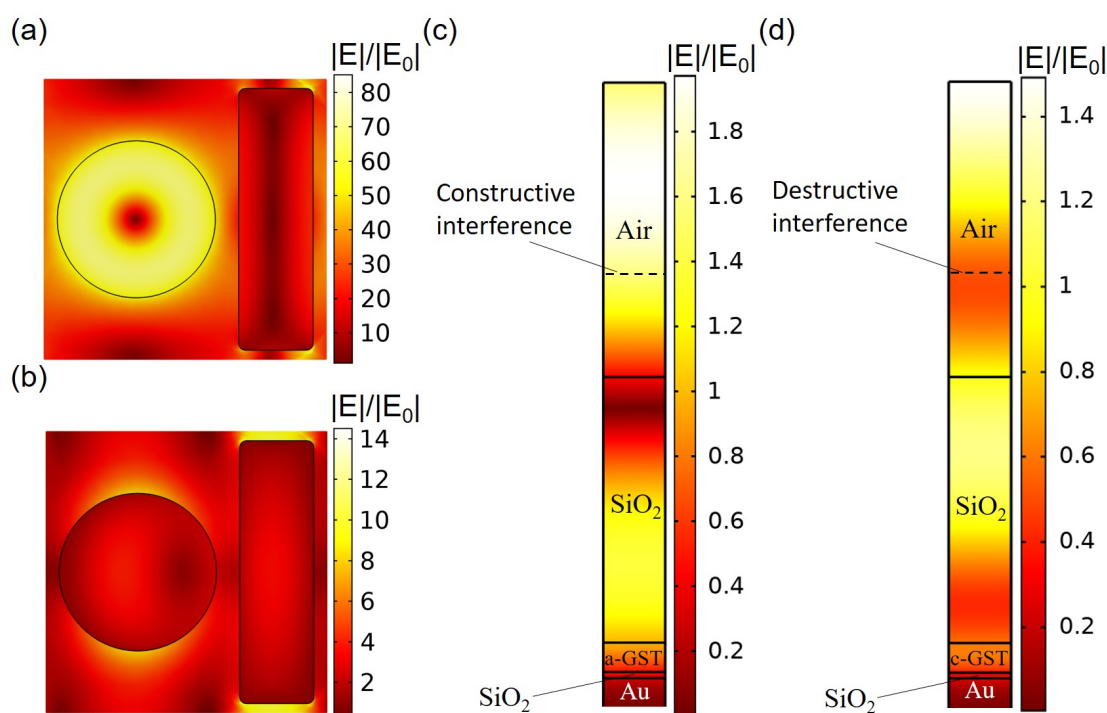 (a)
|E|/|E₀|
80
70
60
50
40
30
20
10
(b)
|E|/|E₀|
14
12
10
8
6
4
2
(c)
|E|/|E₀|
Constructive
interference
Air
SiO₂
a-GST
SiO₂
Au
1.8
1.6
1.4
1.2
1
0.8
0.6
0.4
0.2
(d)
|E|/|E₀|
Destructive
interference
Air
SiO₂
c-GST
SiO₂
Au
1.4
1.2
1
0.8
0.6
0.4
0.2